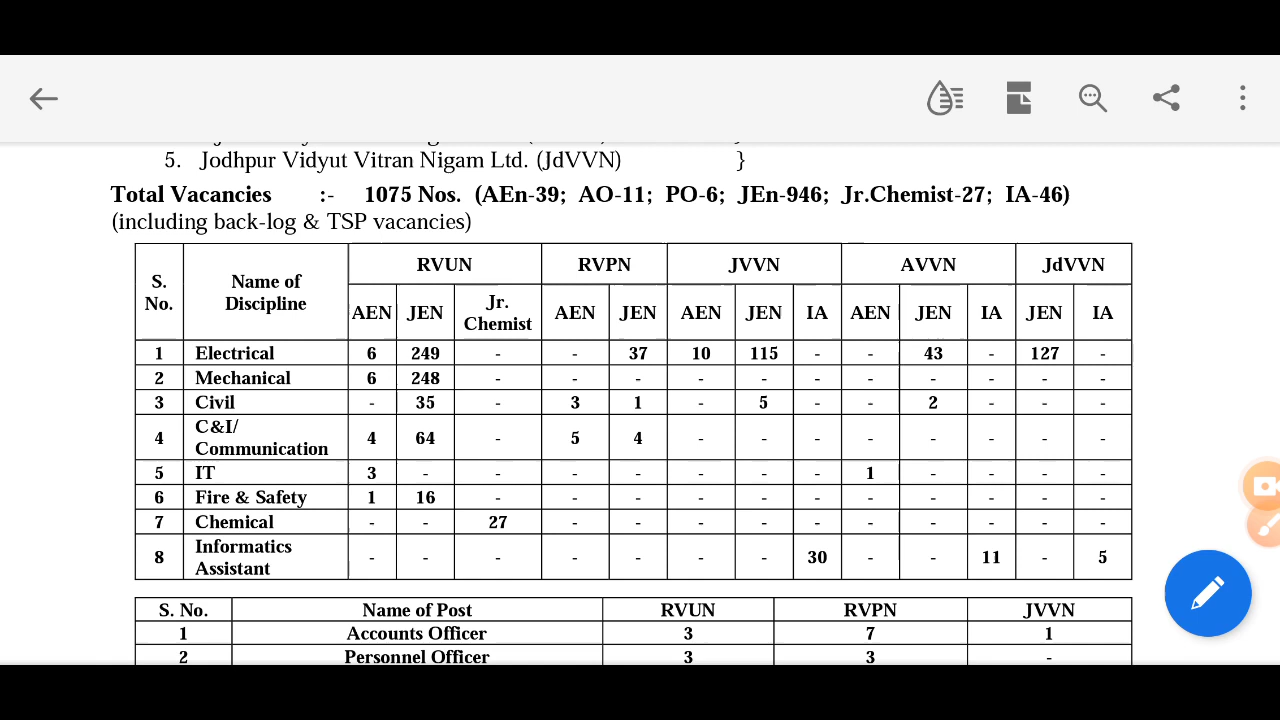 5. Jodhpur Vidyut Vitran Nigam Ltd. (JdVVN) }
Total Vacancies :- 1075 Nos. (AEn-39; AO-11; PO-6; JEn-946; Jr.Chemist-27; IA-46)
(including back-log & TSP vacancies)
S. No. Name of Discipline RVUN RVPN JVVN AVVN JdVVN
AEN JEN Jr. Chemist AEN JEN AEN JEN IA AEN JEN IA JEN IA
1 Electrical 6 249 - - 37 10 115 - - 43 - 127 -
2 Mechanical 6 248 - - - - - - - - - - -
3 Civil - 35 - 3 1 - 5 - - 2 - - -
4 C&I/ Communication 4 64 - 5 4 - - - - - - - -
5 IT 3 - - - - - - - 1 - - - -
6 Fire & Safety 1 16 - - - - - - - - - - -
7 Chemical - - 27 - - - - - - - - - -
8 Informatics Assistant - - - - - - - 30 - - 11 - 5
S. No. Name of Post RVUN RVPN JVVN
1 Accounts Officer 3 7 1
2 Personnel Officer 3 3 -